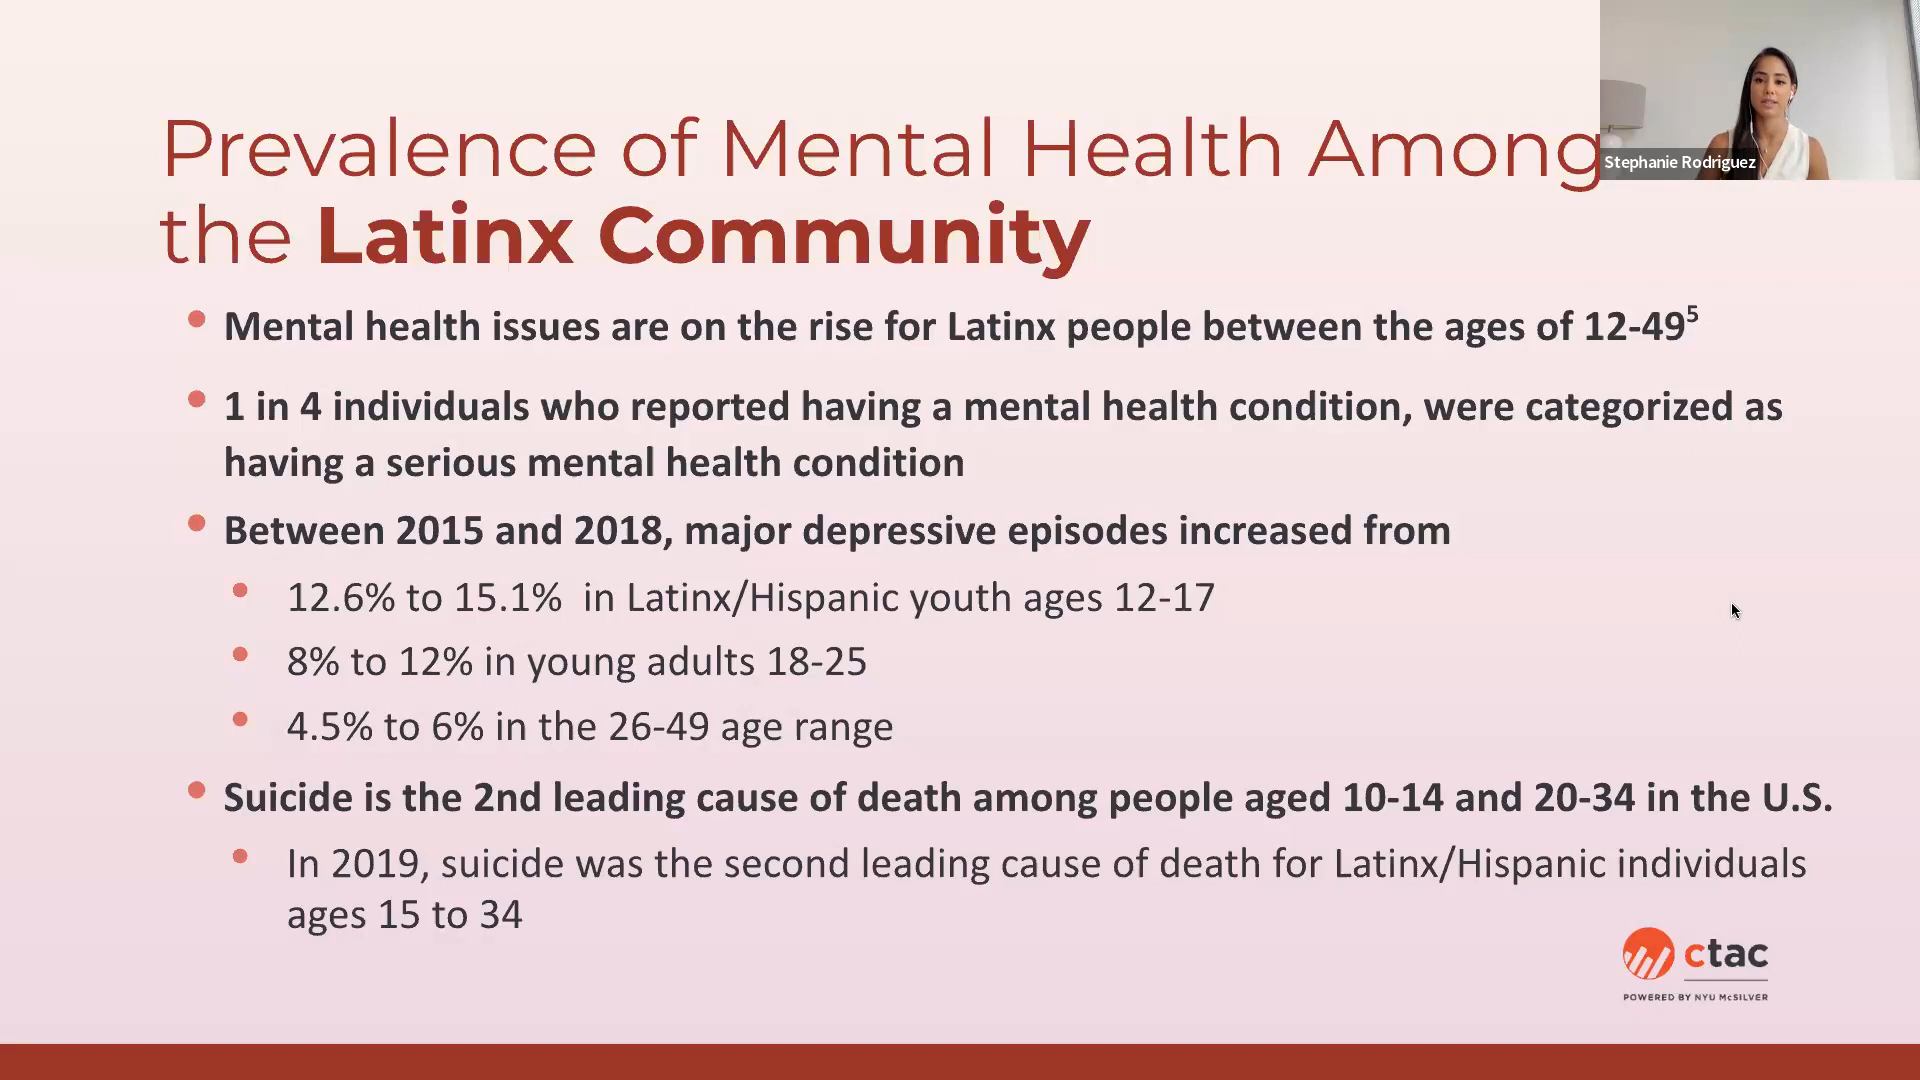 Prevalence of Mental Health Among
the Latinx Community
Stephanie Rodriguez
• Mental health issues are on the rise for Latinx people between the ages of 12-49⁵
• 1 in 4 individuals who reported having a mental health condition, were categorized as
having a serious mental health condition
• Between 2015 and 2018, major depressive episodes increased from
• 12.6% to 15.1%  in Latinx/Hispanic youth ages 12-17
• 8% to 12% in young adults 18-25
• 4.5% to 6% in the 26-49 age range
• Suicide is the 2nd leading cause of death among people aged 10-14 and 20-34 in the U.S.
• In 2019, suicide was the second leading cause of death for Latinx/Hispanic individuals
ages 15 to 34
ctac
POWERED BY NYU McSILVER